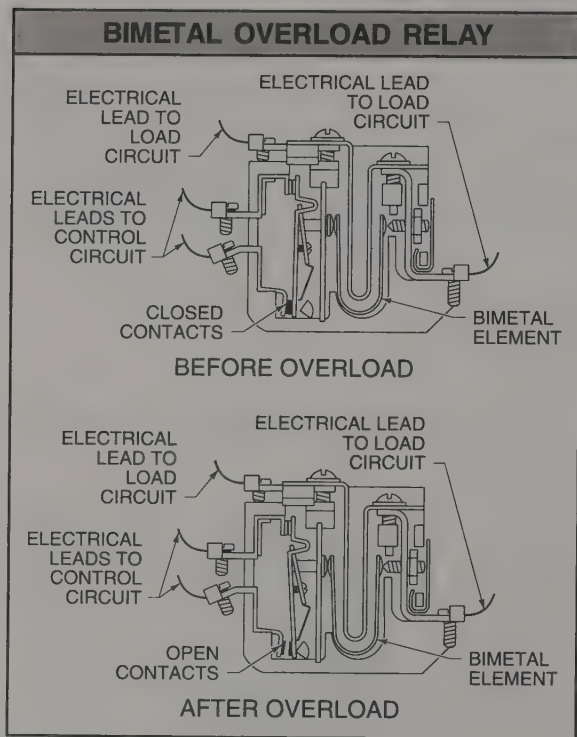 BIMETAL OVERLOAD RELAY
ELECTRICAL
LEAD TO
LOAD
CIRCUIT
ELECTRICAL LEAD
TO LOAD
CIRCUIT
ELECTRICAL
LEADS TO
CONTROL
CIRCUIT
CLOSED
CONTACTS
BIMETAL
ELEMENT
BEFORE OVERLOAD
ELECTRICAL
LEAD TO
LOAD
CIRCUIT
ELECTRICAL LEAD
TO LOAD
CIRCUIT
ELECTRICAL
LEADS TO
CONTROL
CIRCUIT
OPEN
CONTACTS
BIMETAL
ELEMENT
AFTER OVERLOAD